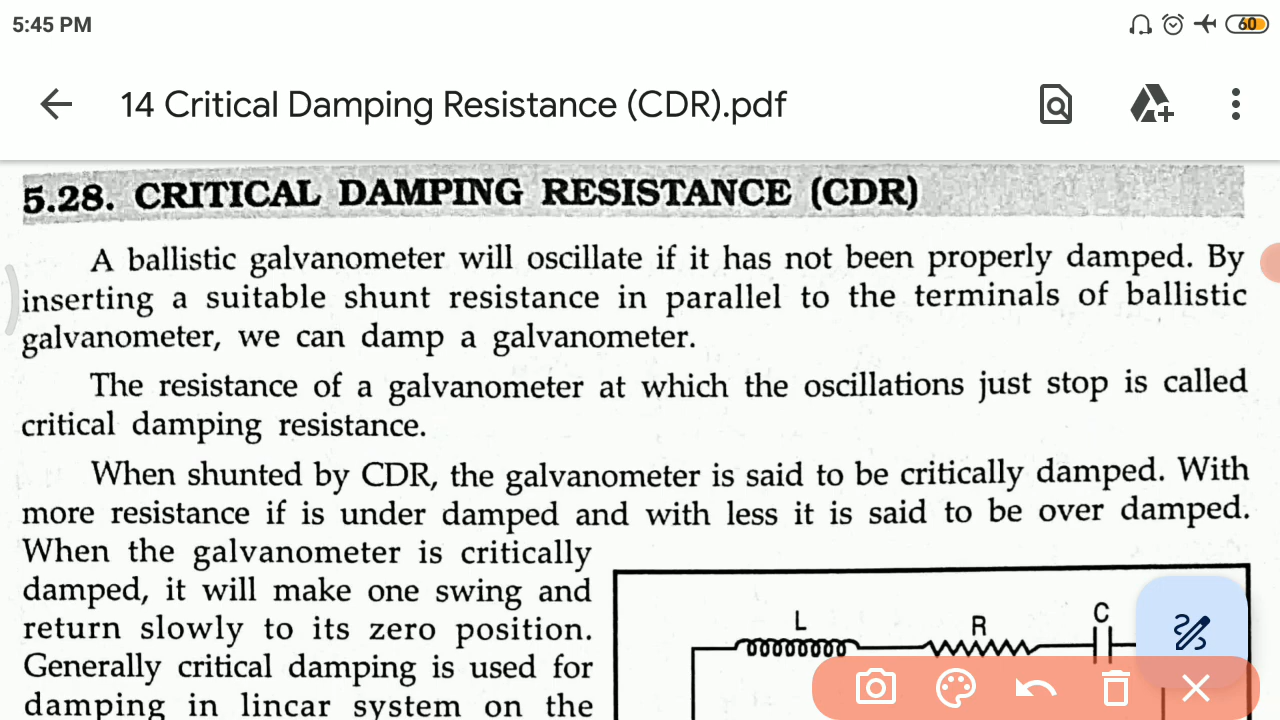 5:45 PM
60
14 Critical Damping Resistance (CDR).pdf
5.28. CRITICAL DAMPING RESISTANCE (CDR)
A ballistic galvanometer will oscillate if it has not been properly damped. By
inserting a suitable shunt resistance in parallel to the terminals of ballistic
galvanometer, we can damp a galvanometer.
The resistance of a galvanometer at which the oscillations just stop is called
critical damping resistance.
When shunted by CDR, the galvanometer is said to be critically damped. With
more resistance if is under damped and with less it is said to be over damped.
When the galvanometer is critically
damped, it will make one swing and
return slowly to its zero position.
Generally critical damping is used for
damping in lincar system on the
L
R
C